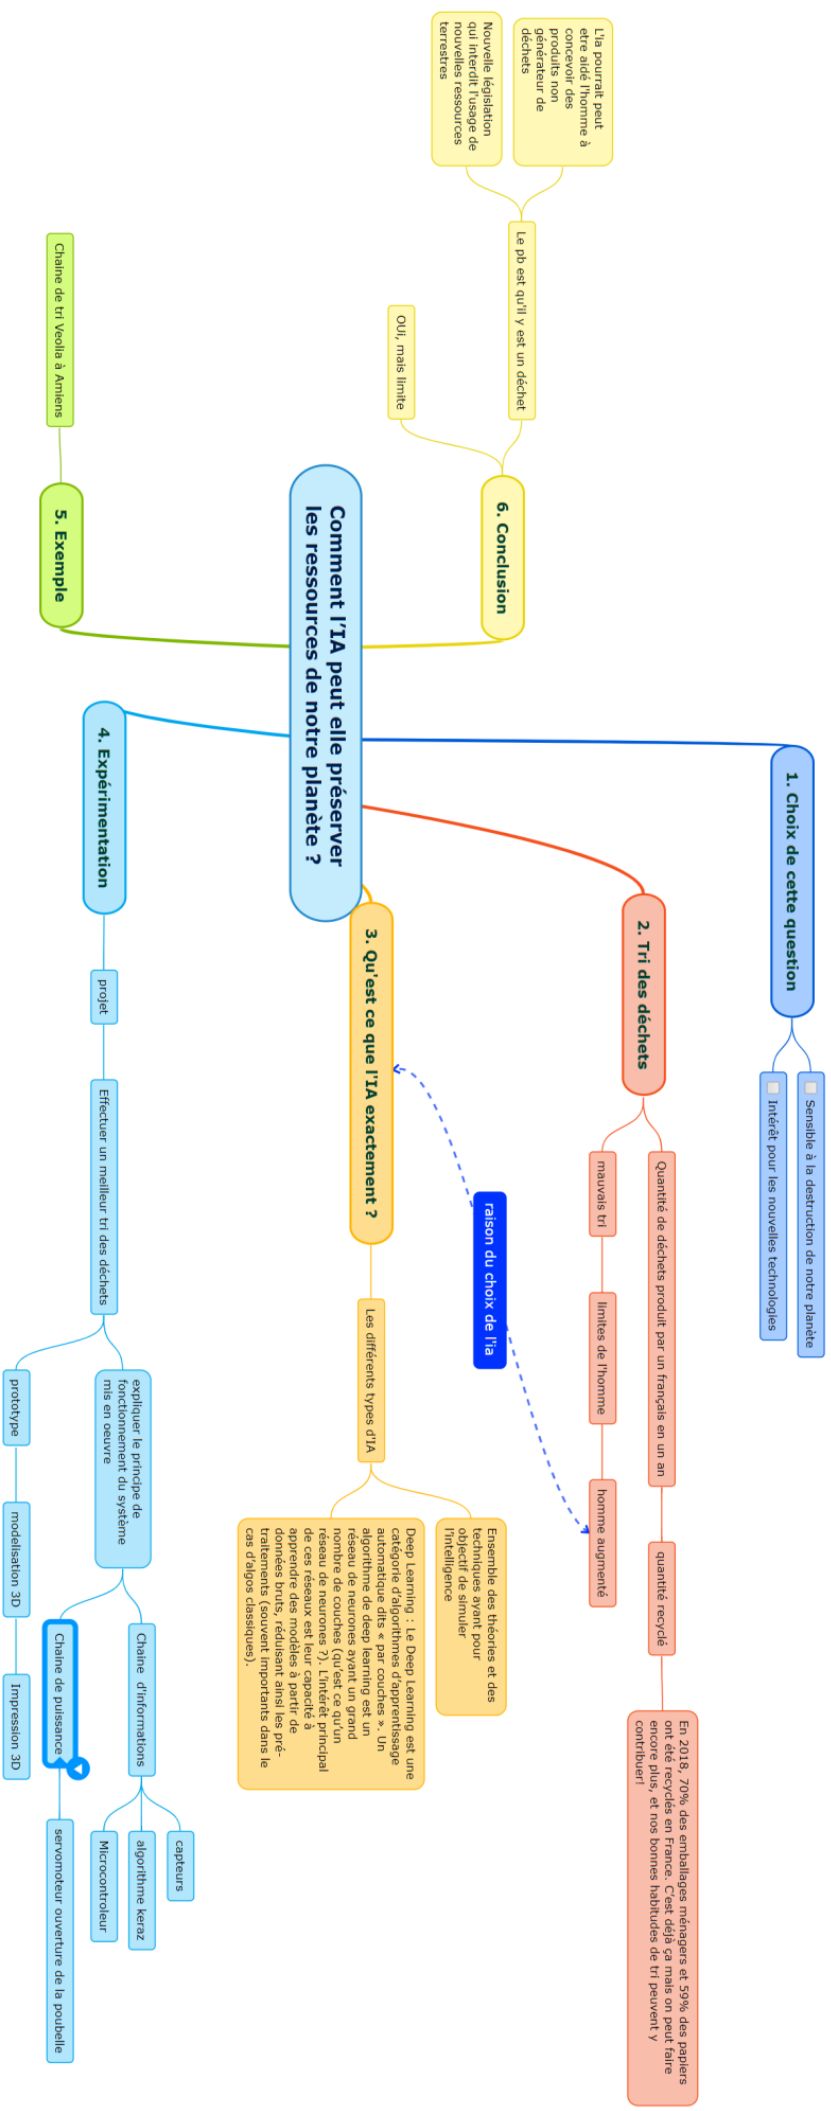 Comment l'IA peut elle préserver
les ressources de notre planète ?
1. Choix de cette question
Sensible à la destruction de notre planète
Intérêt pour les nouvelles technologies
2. Tri des déchets
Quantité de déchets produit par un français en un an
quantité recyclé
En 2018, 70% des emballages ménagers et 59% des papiers
ont été recyclés en France. C'est déjà ça mais on peut faire
encore plus, et nos bonnes habitudes de tri peuvent y
contribuer!
mauvais tri
limites de l'homme
homme augmenté
raison du choix de l'ia
3. Qu'est ce que l'IA exactement ?
Les différents types d'IA
Ensemble des théories et des
techniques ayant pour
objectif de simuler
l'intelligence
Deep Learning : Le Deep Learning est une
catégorie d'algorithmes d'apprentissage
automatique dits « par couches ». Un
algorithme de deep learning est un
réseau de neurones ayant un grand
nombre de couches (qu'est ce qu'un
réseau de neurones ?). L'intérêt principal
de ces réseaux est leur capacité à
apprendre des modèles à partir de
données bruts, réduisant ainsi les pré-
traitements (souvent importants dans le
cas d'algos classiques).
4. Expérimentation
projet
Effectuer un meilleur tri des déchets
expliquer le principe de
fonctionnement du système
mis en oeuvre
Chaine d'informations
capteurs
algorithme keraz
Microcontroleur
Chaine de puissance
servomoteur ouverture de la poubelle
prototype
modelisation 3D
Impression 3D
5. Exemple
Chaine de tri Veolia à Amiens
6. Conclusion
Le pb est qu'il y est un déchet
L'ia pourrait peut
etre aidé l'homme à
concevoir des
produits non
générateur de
déchets
Nouvelle législation
qui interdit l'usage de
nouvelles ressources
terrestres
OUi, mais limite